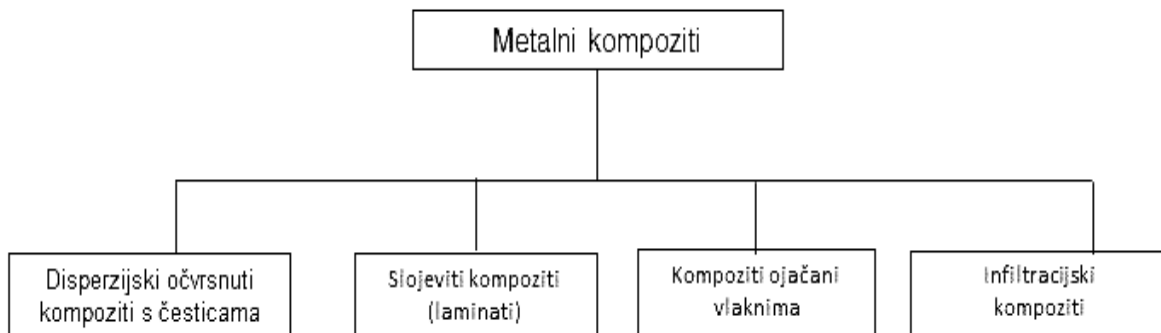 Metalni kompoziti
Disperzijski očvrsnuti
kompoziti s česticama
Slojeviti kompoziti
(laminati)
Kompoziti ojačani
vlaknima
Infiltracijski
kompoziti